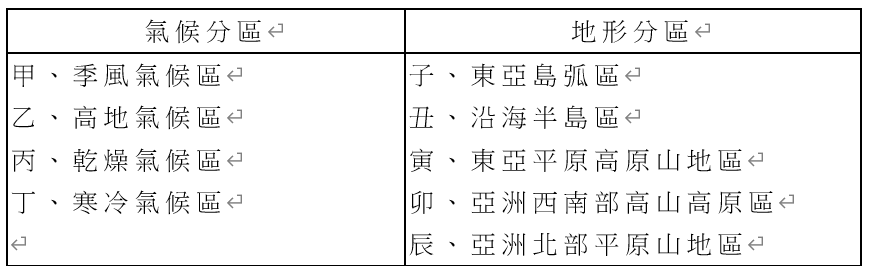 氣候分區 地形分區
甲、季風氣候區 子、東亞島弧區
乙、高地氣候區 丑、沿海半島區
丙、乾燥氣候區 寅、東亞平原高原山地區
丁、寒冷氣候區 卯、亞洲西南部高山高原區
辰、亞洲北部平原山地區